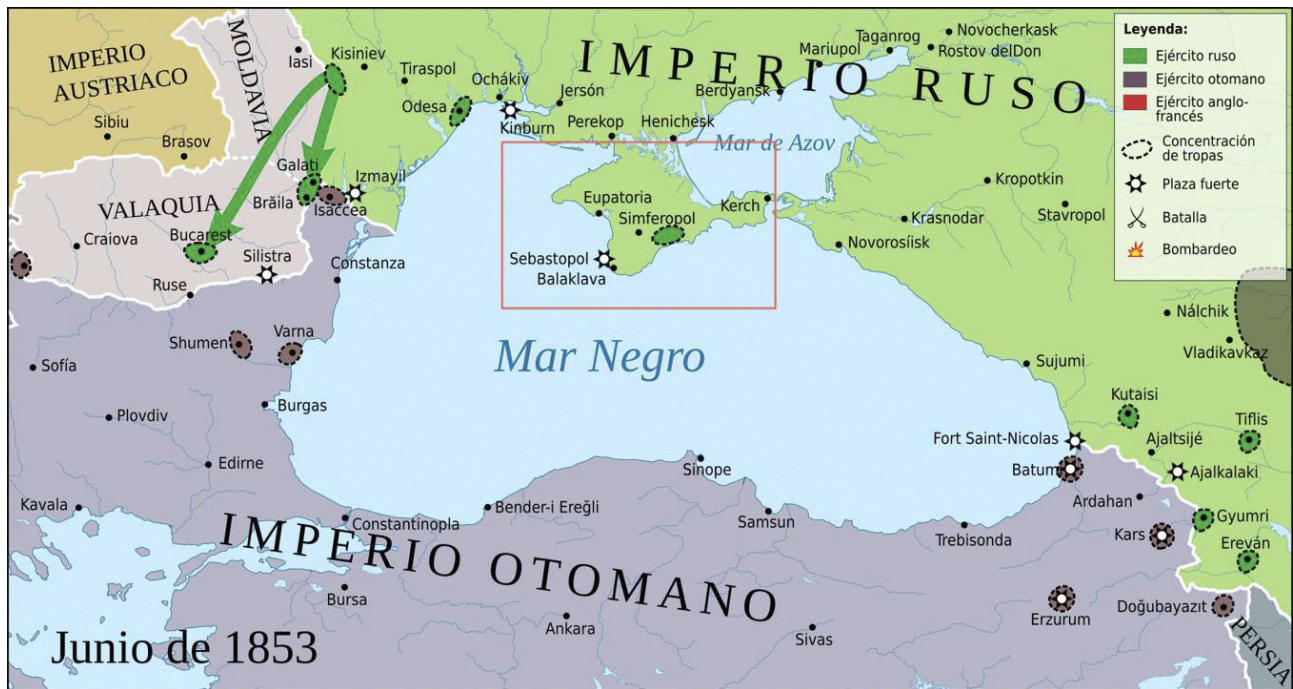 IMPERIO
AUSTRIACO
MOLDAVIA
Iasi
Kisiniev
Tiraspol
Ochákiv
Odesa
Kinburn
Jersón
IMPERIO RUSO
Mariupol
Taganrog
Novocherkask
Rostov delDon
Berdyansk
Perekop
Henichesk
Mar de Azov
Sibiu
Brasov
Galati
Izmayil
Brăila
Isaccea
VALAQUIA
Craiova
Bucarest
Silistra
Ruse
Constanza
Eupatoria
Simferopol
Kerch
Sebastopol
Balaklava
Kropotkin
Krasnodar
Stavropol
Novorosíisk
Leyenda:
Ejército ruso
Ejército otomano
Ejército anglo-
francés
Concentración
de tropas
Plaza fuerte
Batalla
Bombardeo
Shumen
Varna
Sofía
Mar Negro
Sujumi
Nálchik
Vladikavkaz
Burgas
Plovdiv
Edirne
Kavala
Kutaisi
Tiflis
Fort Saint-Nicolas
Ajaltsijé
Batum
Ajalkalaki
Ardahan
Sinope
Bender-i Ereğli
Constantinopla
Samsun
Trebisonda
Kars
Gyumri
Ereván
IMPERIO OTOMANO
Bursa
Ankara
Sivas
Erzurum
Doğubayazıt
PERSIA
Junio de 1853